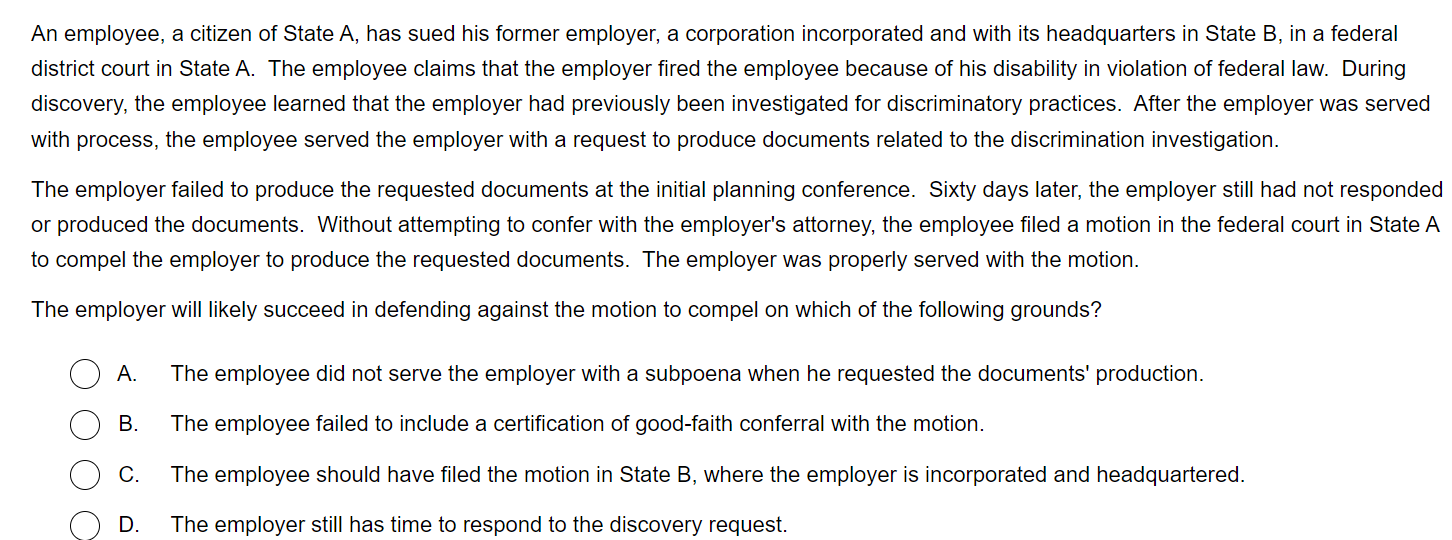 An employee, a citizen of State A, has sued his former employer, a corporation incorporated and with its headquarters in State B, in a federal
district court in State A.  The employee claims that the employer fired the employee because of his disability in violation of federal law.  During
discovery, the employee learned that the employer had previously been investigated for discriminatory practices.  After the employer was served
with process, the employee served the employer with a request to produce documents related to the discrimination investigation.
The employer failed to produce the requested documents at the initial planning conference.  Sixty days later, the employer still had not responded
or produced the documents.  Without attempting to confer with the employer's attorney, the employee filed a motion in the federal court in State A
to compel the employer to produce the requested documents.  The employer was properly served with the motion.
The employer will likely succeed in defending against the motion to compel on which of the following grounds?
A. The employee did not serve the employer with a subpoena when he requested the documents' production.
B. The employee failed to include a certification of good-faith conferral with the motion.
C. The employee should have filed the motion in State B, where the employer is incorporated and headquartered.
D. The employer still has time to respond to the discovery request.